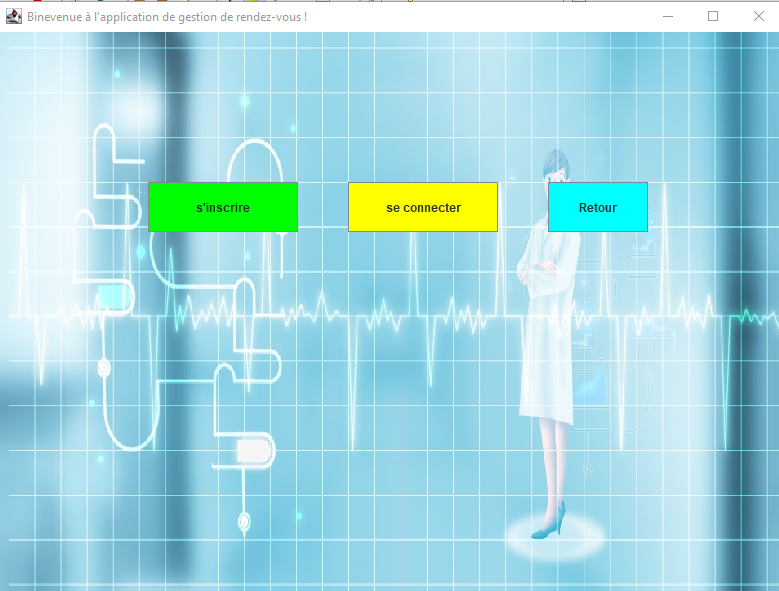 Binevenue à l'application de gestion de rendez-vous !
s'inscrire
se connecter
Retour